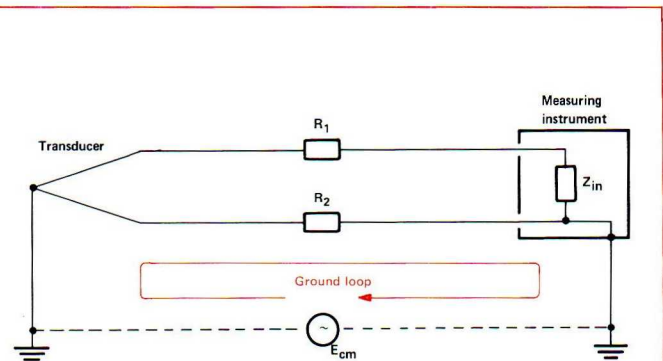 Measuring
instrument
R1
Transducer
Zin
R2
Ground loop
~
Ecm